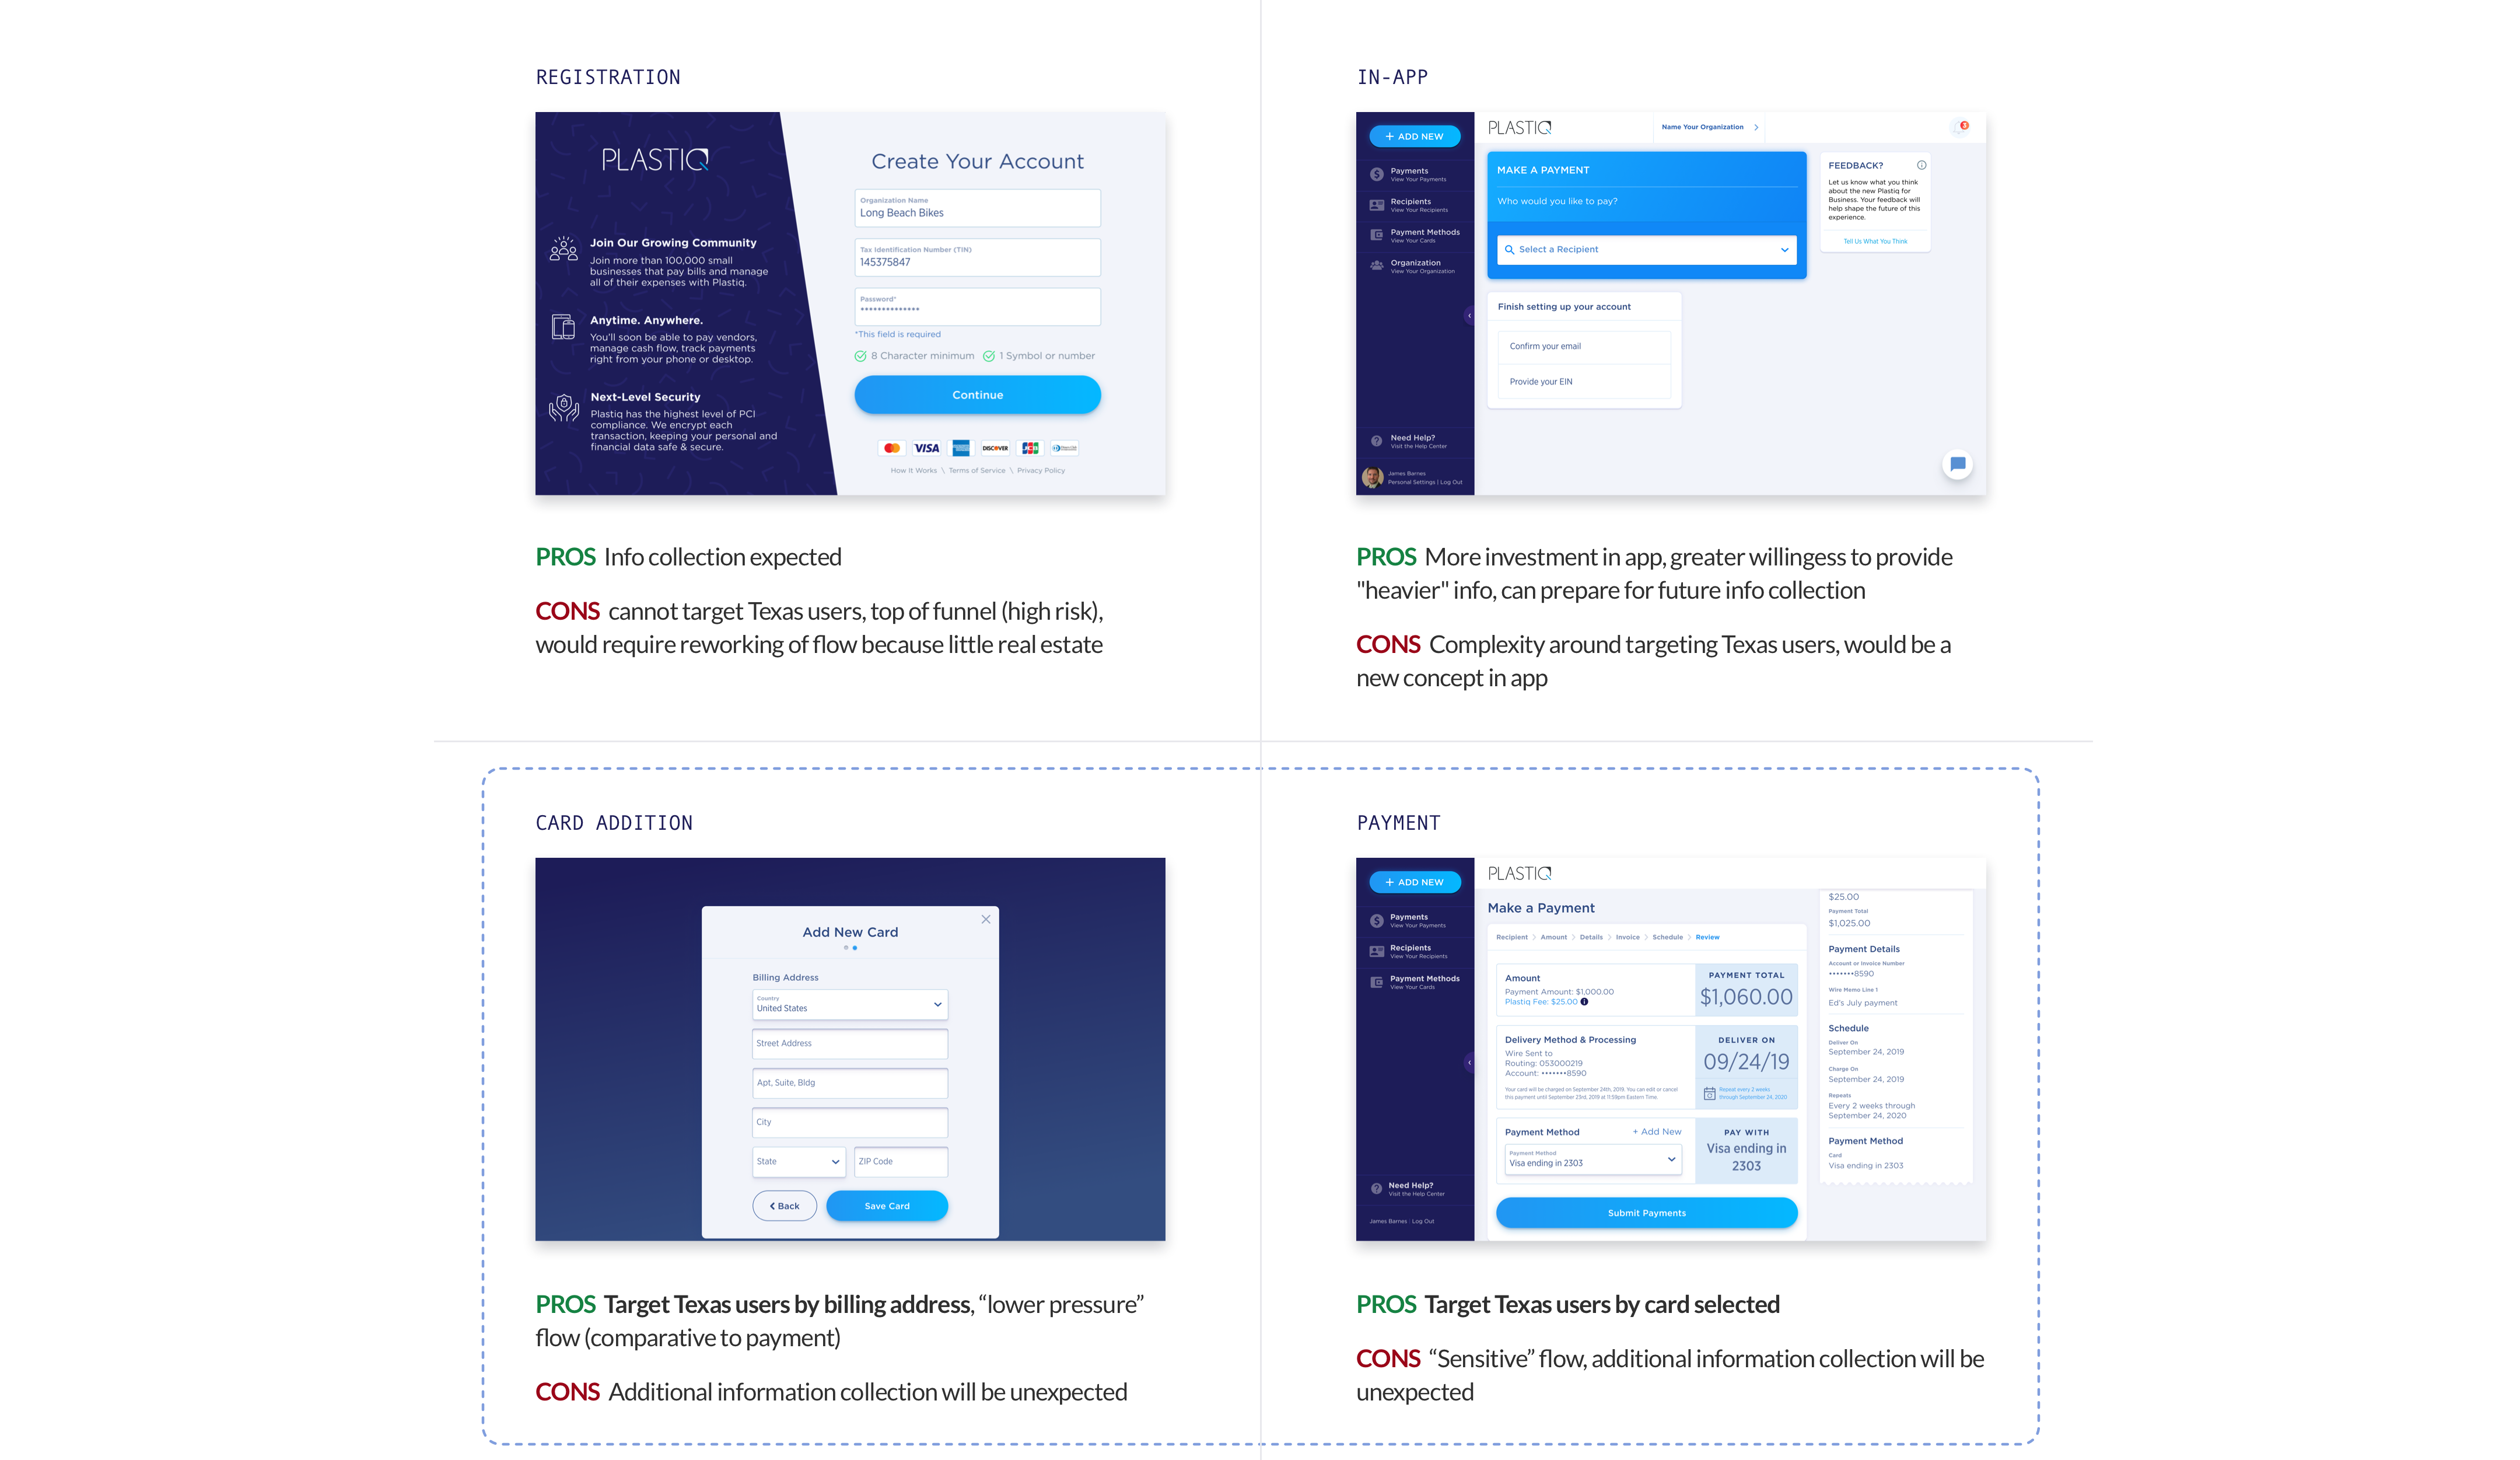 REGISTRATION
PLASTIQ
Join Our Growing Community
Join more than 100,000 small
businesses that pay bills and manage
all of their expenses with Plastiq.
Anytime. Anywhere.
You'll soon be able to pay vendors,
manage cash flow, track payments
right from your phone or desktop.
Next-Level Security
Plastiq has the highest level of PCI
compliance. We encrypt each
transaction, keeping your personal and
financial data safe & secure.
Create Your Account
Organization Name
Long Beach Bikes
Tax Identification Number (TIN)
145375847
Password*
**************
*This field is required
8 Character minimum 1 Symbol or number
Continue
VISA DISCOVER JCB
How It Works \ Terms of Service \ Privacy Policy
PROS Info collection expected
CONS cannot target Texas users, top of funnel (high risk),
would require reworking of flow because little real estate
IN-APP
+ ADD NEW
Payments
View Your Payments
Recipients
View Your Recipients
Payment Methods
View Your Cards
Organization
View Your Organization
Need Help?
Visit the Help Center
James Barnes
Personal Settings | Log Out
PLASTIQ
Name Your Organization
3
MAKE A PAYMENT
Who would you like to pay?
Select a Recipient
Finish setting up your account
Confirm your email
Provide your EIN
FEEDBACK?
Let us know what you think
about the new Plastiq for
Business. Your feedback will
help shape the future of this
experience.
Tell Us What You Think
PROS More investment in app, greater willingess to provide
"heavier" info, can prepare for future info collection
CONS Complexity around targeting Texas users, would be a
new concept in app
CARD ADDITION
Add New Card
Billing Address
Country
United States
Street Address
Apt, Suite, Bldg
City
State ZIP Code
Back Save Card
PROS Target Texas users by billing address, “lower pressure”
flow (comparative to payment)
CONS Additional information collection will be unexpected
PAYMENT
+ ADD NEW
Payments
View Your Payments
Recipients
View Your Recipients
Payment Methods
View Your Cards
Need Help?
Visit the Help Center
James Barnes | Log Out
PLASTIQ
Make a Payment
Recipient > Amount > Details > Invoice > Schedule > Review
Amount
Payment Amount: $1,000.00
Plastiq Fee: $25.00
PAYMENT TOTAL
$1,060.00
Delivery Method & Processing
Wire Sent to
Routing: 053000219
Account: •••••••8590
Your card will be charged on September 24th, 2019. You can edit or cancel
this payment until September 23rd, 2019 at 11:59pm Eastern Time.
DELIVER ON
09/24/19
Repeat every 2 weeks
through September 24, 2020
Payment Method + Add New
Payment Method
Visa ending in 2303
PAY WITH
Visa ending in
2303
Submit Payments
$25.00
Payment Total
$1,025.00
Payment Details
Account or Invoice Number
•••••••8590
Wire Memo Line 1
Ed's July payment
Schedule
Deliver On
September 24, 2019
Charge On
September 24, 2019
Repeats
Every 2 weeks through
September 24, 2020
Payment Method
Card
Visa ending in 2303
PROS Target Texas users by card selected
CONS “Sensitive” flow, additional information collection will be
unexpected